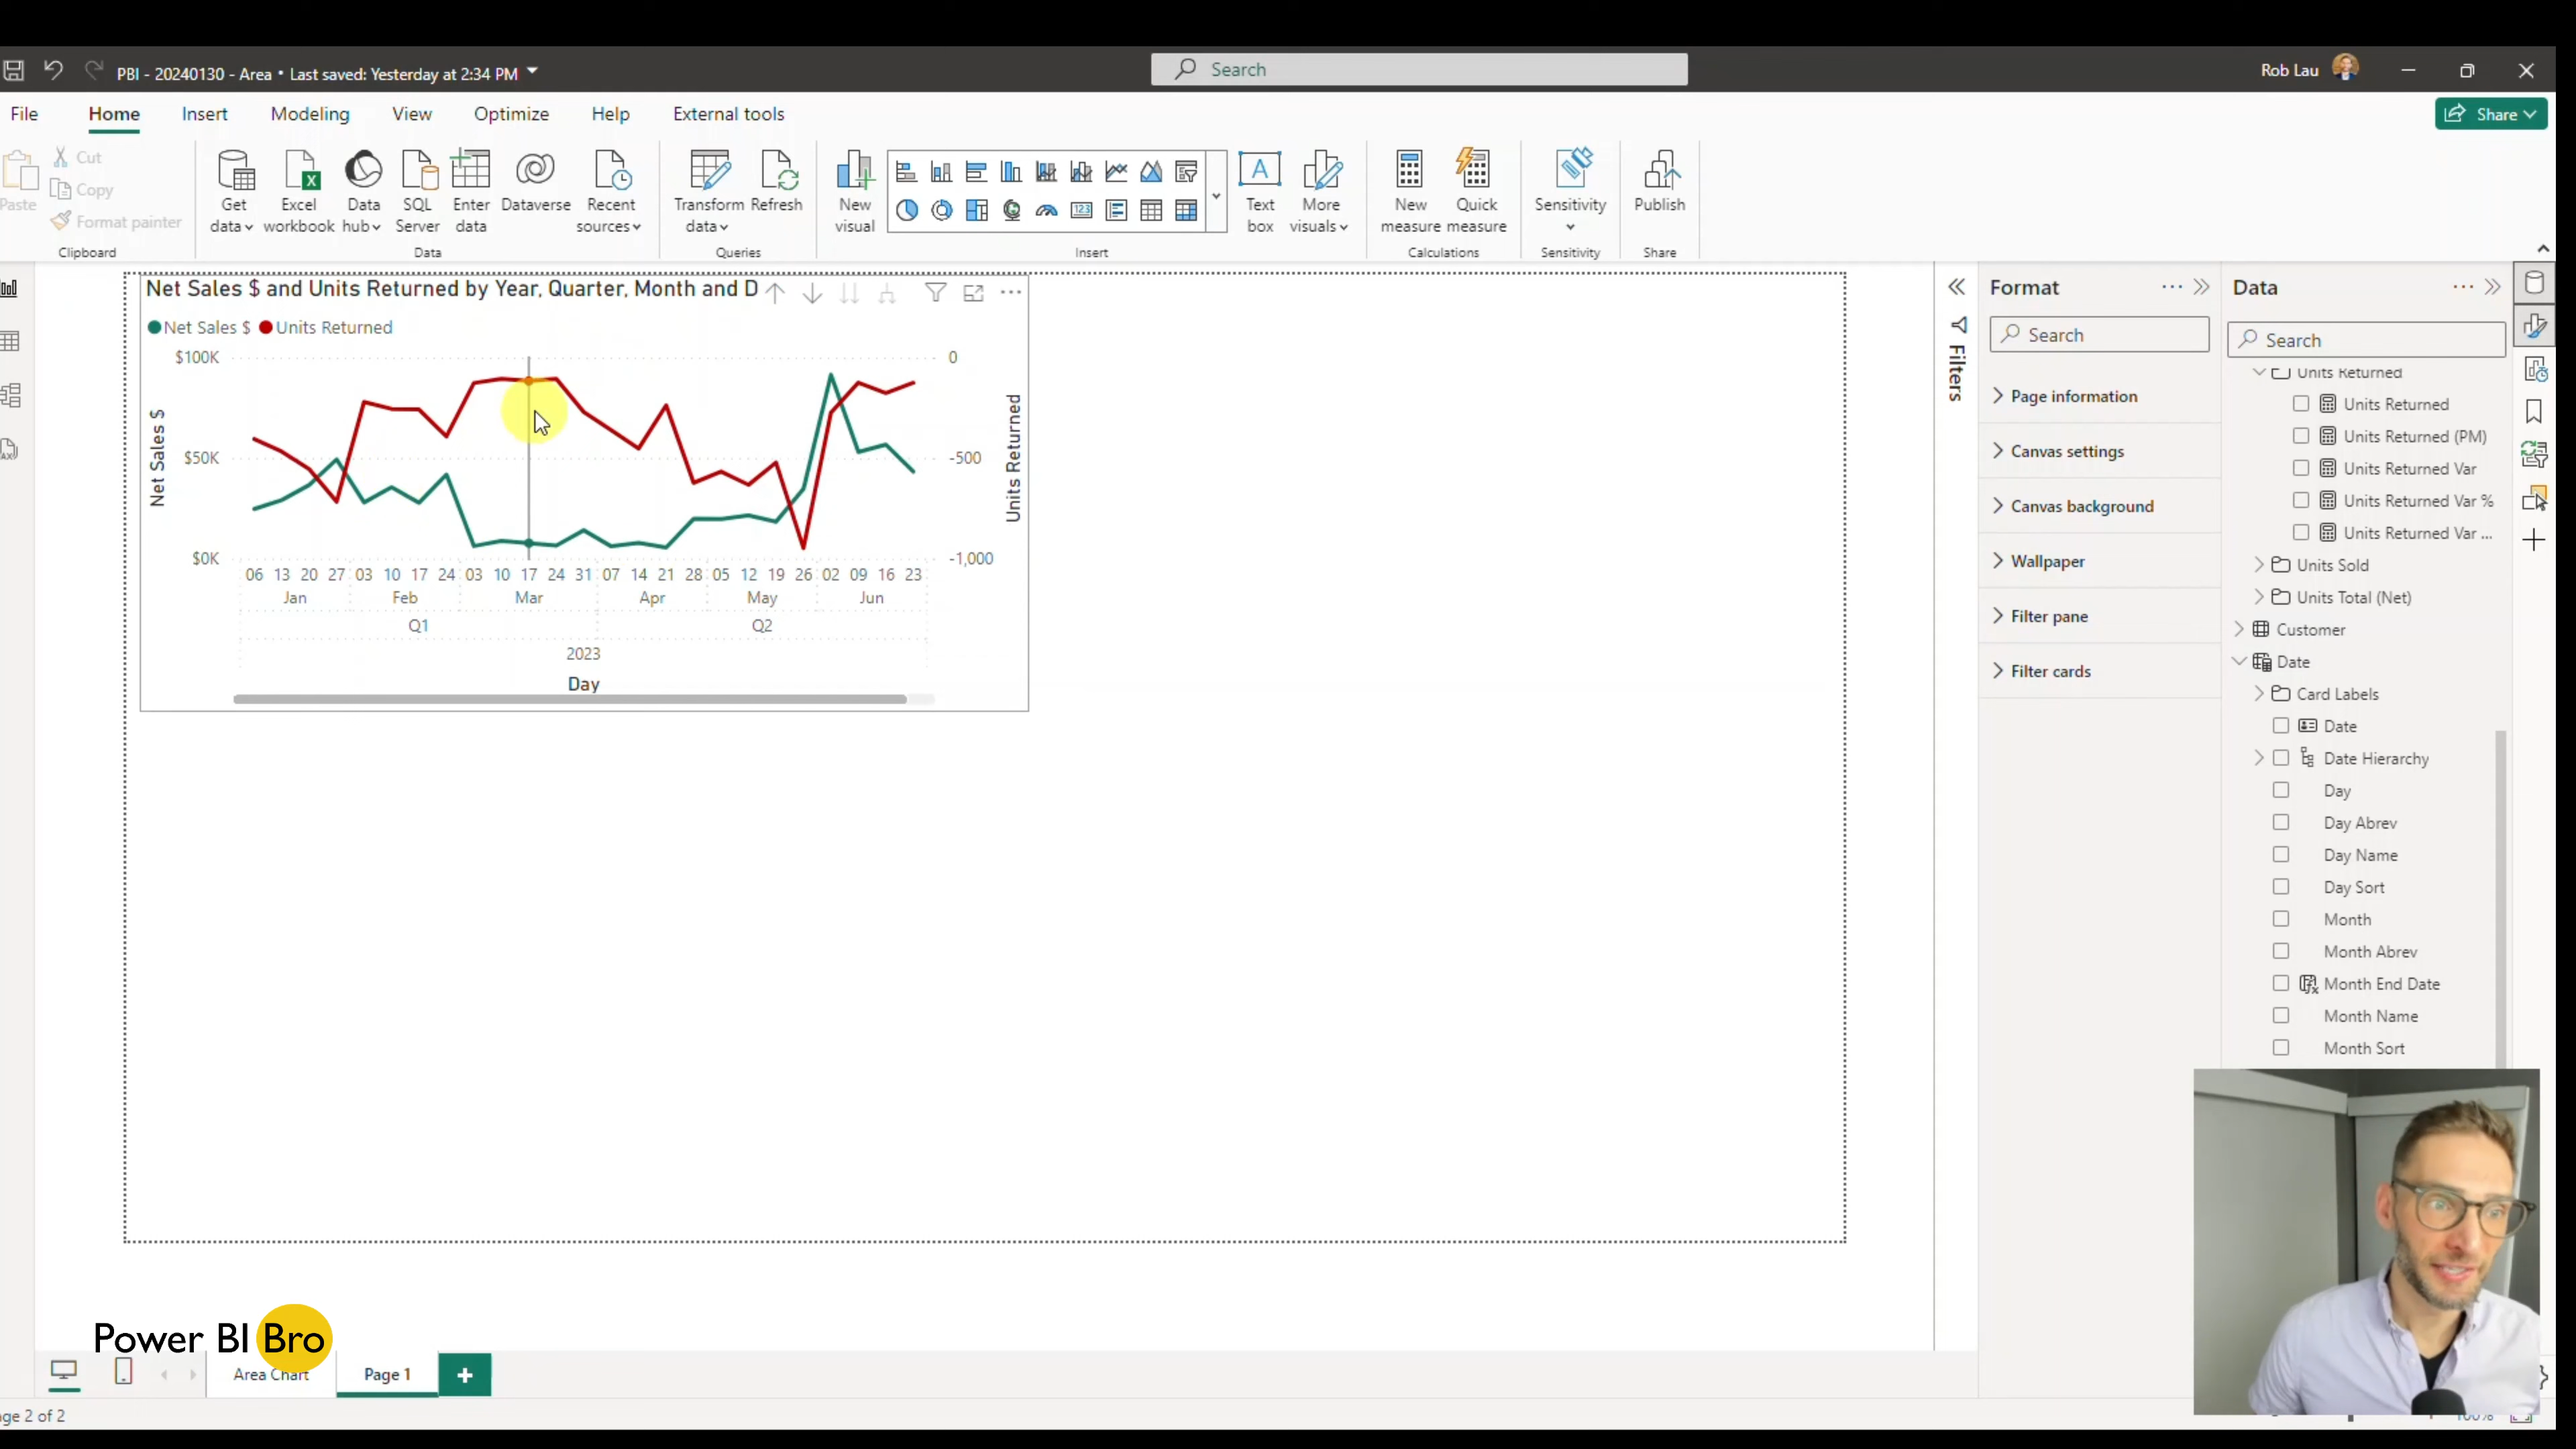 PBI - 20240130 - Area • Last saved: Yesterday at 2:34 PM
Search
Rob Lau
File Home Insert Modeling View Optimize Help External tools
Share
Paste
Cut
Copy
Format painter
Clipboard
Get data
Excel workbook
Data hub
SQL Server
Enter data
Dataverse
Recent sources
Data
Transform data
Refresh
Queries
New visual
Insert
Text box
More visuals
New measure
Quick measure
Calculations
Sensitivity
Sensitivity
Publish
Share
Net Sales $ and Units Returned by Year, Quarter, Month and D
Net Sales $ Units Returned
$100K
$50K
$0K
Net Sales $
0
-500
-1,000
Units Returned
06 13 20 27 03 10 17 24 03 10 17 24 31 07 14 21 28 05 12 19 26 02 09 16 23
Jan Feb Mar Apr May Jun
Q1 Q2
2023
Day
Filters
Format
Search
Page information
Canvas settings
Canvas background
Wallpaper
Filter pane
Filter cards
Data
Search
Units Returned
Units Returned
Units Returned (PM)
Units Returned Var
Units Returned Var %
Units Returned Var ...
Units Sold
Units Total (Net)
Customer
Date
Card Labels
Date
Date Hierarchy
Day
Day Abrev
Day Name
Day Sort
Month
Month Abrev
Month End Date
Month Name
Month Sort
Power BI Bro
Area Chart
Page 1
ge 2 of 2